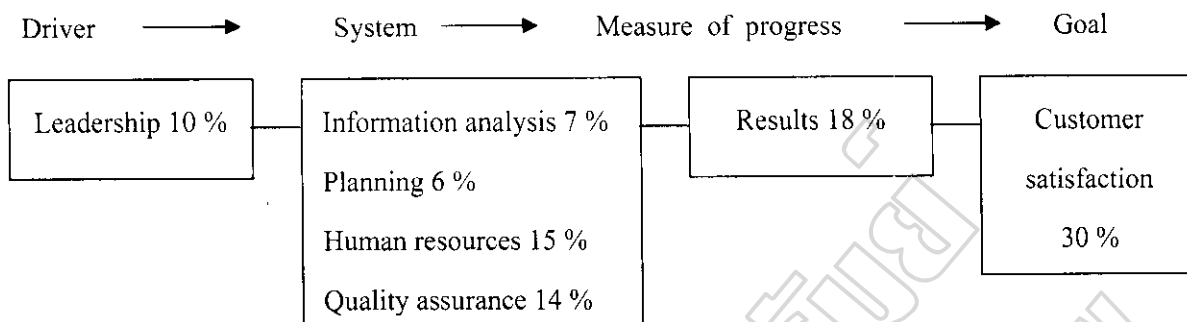 Driver → System → Measure of progress → Goal
Leadership 10 %
Information analysis 7 %
Planning 6 %
Human resources 15 %
Quality assurance 14 %
Results 18 %
Customer
satisfaction
30 %